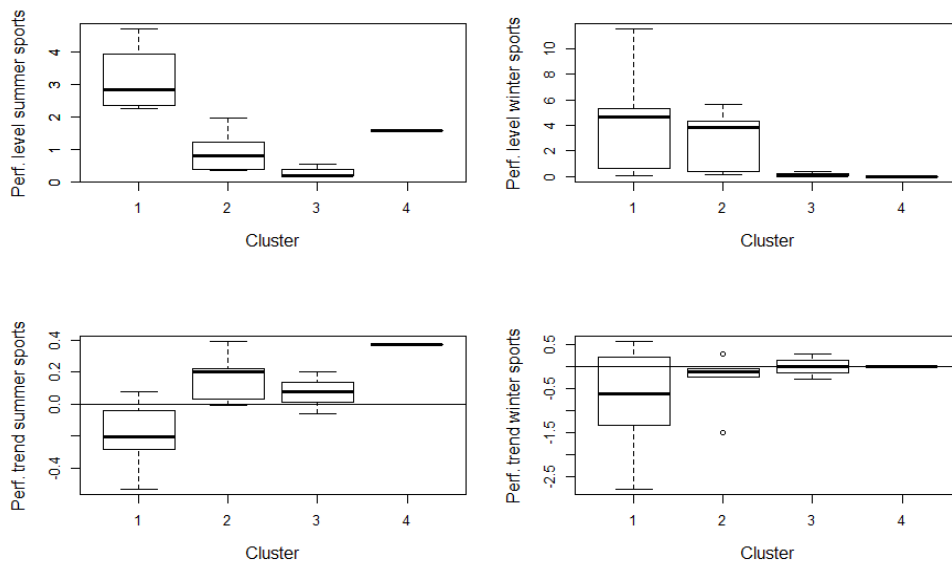 Perf. level summer sports
4
3
2
1
0
1 2 3 4
Cluster
Perf. level winter sports
10
8
6
4
2
0
1 2 3 4
Cluster
Perf. trend summer sports
0.4
0.2
0.0
-0.4
1 2 3 4
Cluster
Perf. trend winter sports
0.5
-0.5
-1.5
-2.5
1 2 3 4
Cluster